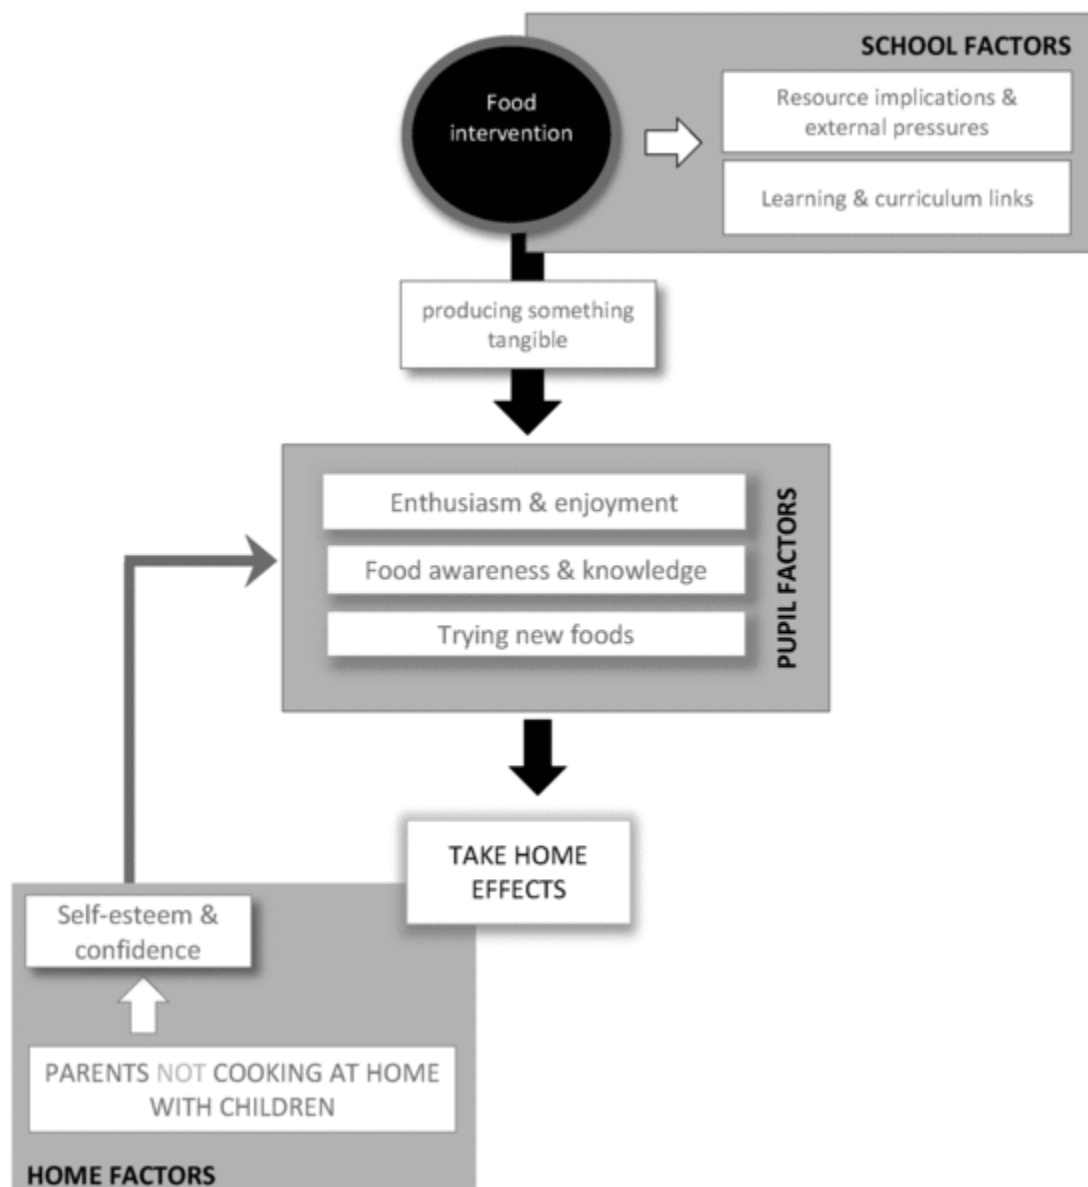 SCHOOL FACTORS
Food
intervention
Resource implications &
external pressures
Learning & curriculum links
producing something
tangible
Enthusiasm & enjoyment
Food awareness & knowledge
Trying new foods
PUPIL FACTORS
TAKE HOME
EFFECTS
Self-esteem &
confidence
PARENTS NOT COOKING AT HOME
WITH CHILDREN
HOME FACTORS